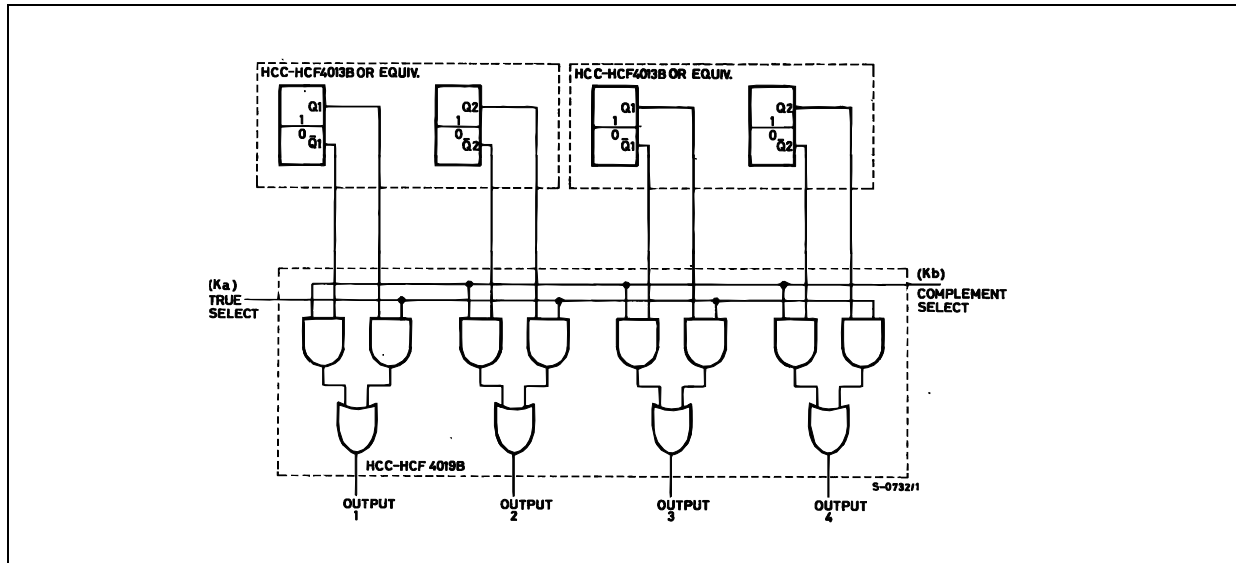 HCC-HCF4013B OR EQUIV.
HCC-HCF4013B OR EQUIV.
Q1
1
0
Q̅1
Q2
1
0
Q̅2
Q1
1
0
Q̅1
Q2
1
0
Q̅2
(Ka)
TRUE
SELECT
(Kb)
COMPLEMENT
SELECT
HCC-HCF 4019B
S-0732/1
OUTPUT
1
OUTPUT
2
OUTPUT
3
OUTPUT
4